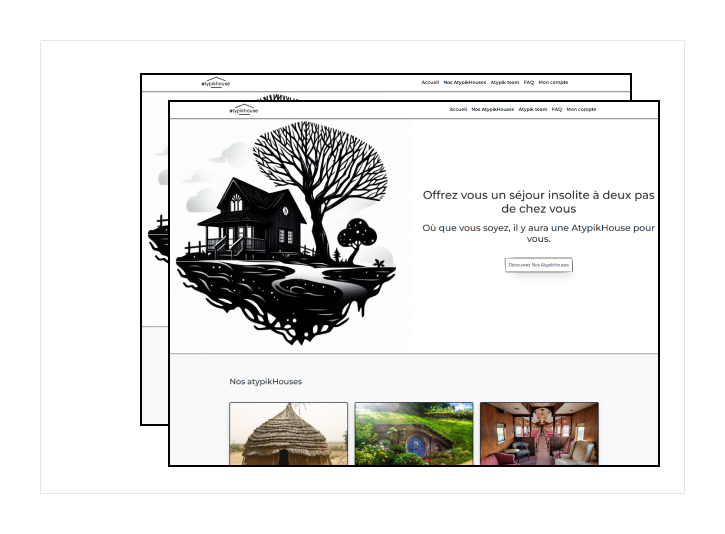 atypikhouse
Accueil Nos AtypikHouses Atypik team FAQ Mon compte
atypikhouse
Accueil Nos AtypikHouses Atypik team FAQ Mon compte
Offrez vous un séjour insolite à deux pas
de chez vous
Où que vous soyez, il y aura une AtypikHouse pour
vous.
Découvrez Nos AtypikHouses
Nos atypikHouses